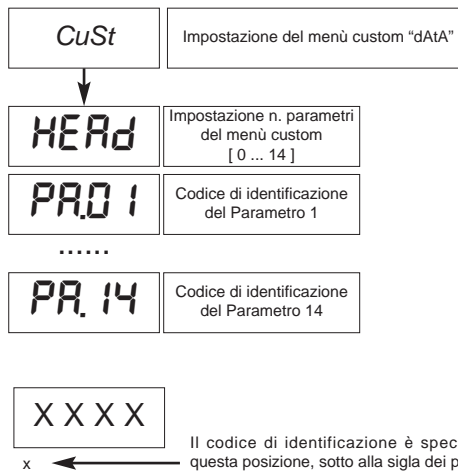 CuSt
Impostazione del menù custom “dAtA”
HEAd
Impostazione n. parametri
del menù custom
[ 0 ... 14 ]
PA.01
Codice di identificazione
del Parametro 1
......
PA.14
Codice di identificazione
del Parametro 14
X X X X
Il codice di identificazione è
x
questa posizione, sotto alla sigla dei